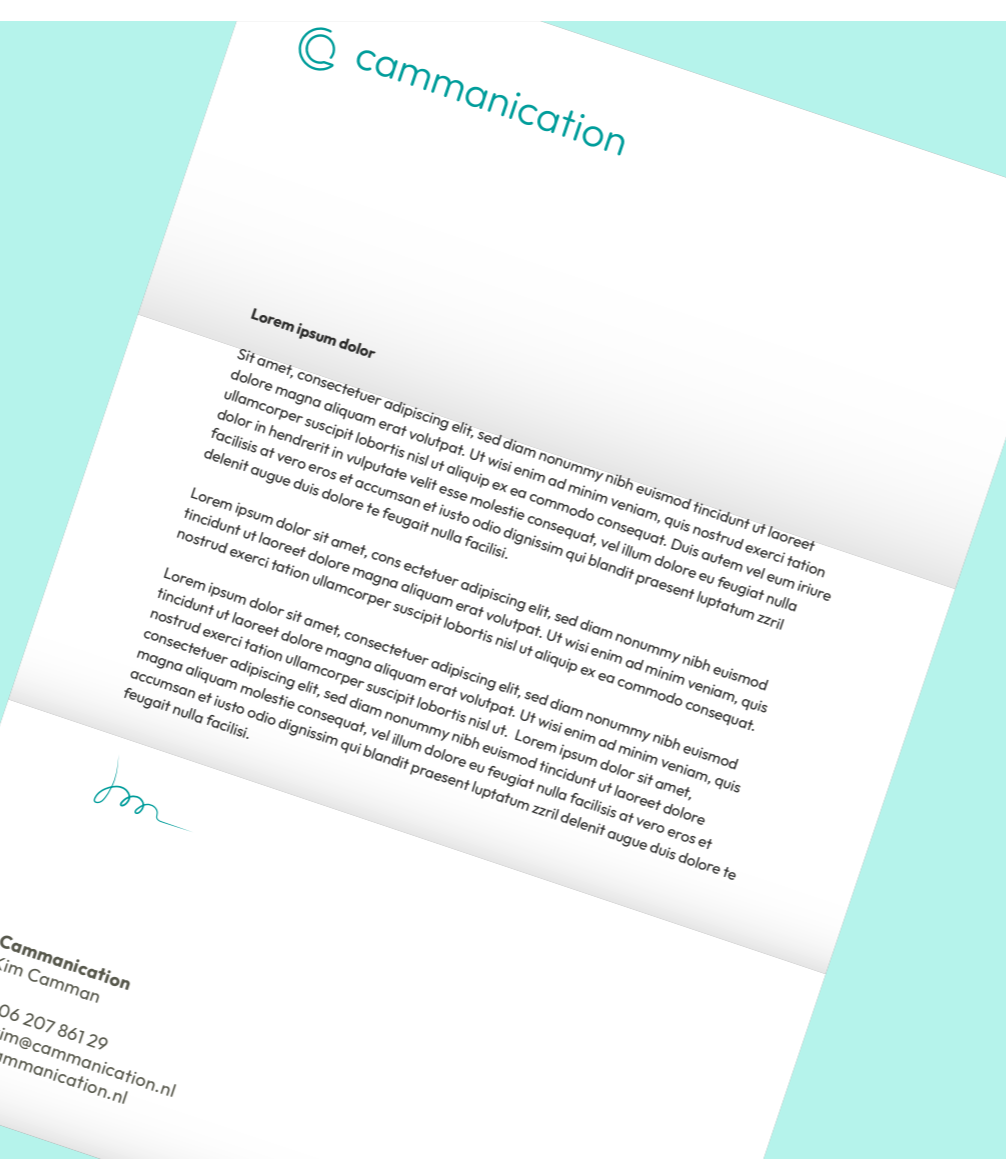 cammanication
Lorem ipsum dolor
Sit amet, consectetuer adipiscing elit, sed diam nonummy nibh euismod tincidunt ut laoreet
dolore magna aliquam erat volutpat. Ut wisi enim ad minim veniam, quis nostrud exerci tation
ullamcorper suscipit lobortis nisl ut aliquip ex ea commodo consequat. Duis autem vel eum iriure
dolor in hendrerit in vulputate velit esse molestie consequat, vel illum dolore eu feugiat nulla
facilisis at vero eros et accumsan et iusto odio dignissim qui blandit praesent luptatum zzril
delenit augue duis dolore te feugait nulla facilisi.
Lorem ipsum dolor sit amet, cons ectetuer adipiscing elit, sed diam nonummy nibh euismod
tincidunt ut laoreet dolore magna aliquam erat volutpat. Ut wisi enim ad minim veniam, quis
nostrud exerci tation ullamcorper suscipit lobortis nisl ut aliquip ex ea commodo consequat.
Lorem ipsum dolor sit amet, consectetuer adipiscing elit, sed diam nonummy nibh euismod
tincidunt ut laoreet dolore magna aliquam erat volutpat. Ut wisi enim ad minim veniam, quis
nostrud exerci tation ullamcorper suscipit lobortis nisl ut. Lorem ipsum dolor sit amet,
consectetuer adipiscing elit, sed diam nonummy nibh euismod tincidunt ut laoreet dolore
magna aliquam molestie consequat, vel illum dolore eu feugiat nulla facilisis at vero eros et
accumsan et iusto odio dignissim qui blandit praesent luptatum zzril delenit augue duis dolore te
feugait nulla facilisi.
Cammanication
Kim Camman
06 207 861 29
im@cammanication.nl
ammanication.nl